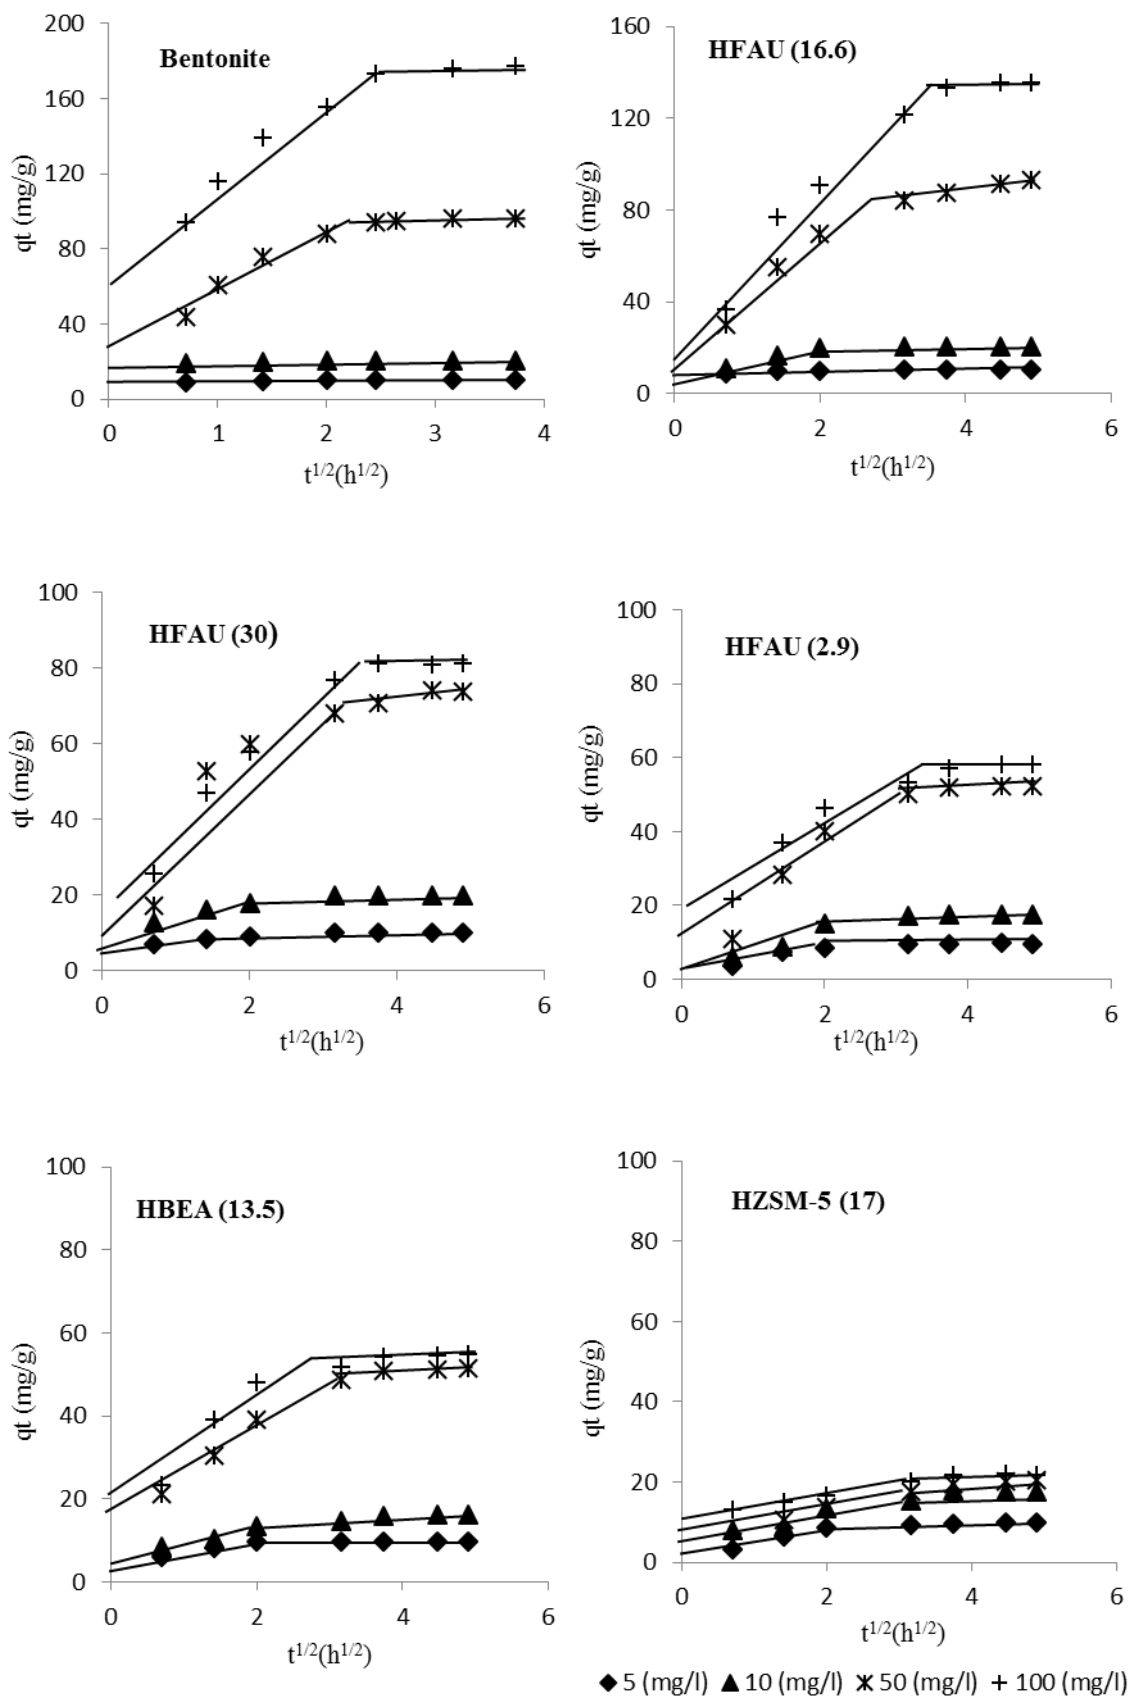 Bentonite
200
160
120
80
40
0
qt (mg/g)
0 1 2 3 4
t1/2(h1/2)
HFAU (16.6)
160
120
80
40
0
qt (mg/g)
0 2 4 6
t1/2(h1/2)
HFAU (30)
100
80
60
40
20
0
qt (mg/g)
0 2 4 6
t1/2(h1/2)
HFAU (2.9)
100
80
60
40
20
0
qt (mg/g)
0 2 4 6
t1/2(h1/2)
HBEA (13.5)
100
80
60
40
20
0
qt (mg/g)
0 2 4 6
t1/2(h1/2)
HZSM-5 (17)
100
80
60
40
20
0
qt (mg/g)
0 2 4 6
t1/2(h1/2)
5 (mg/l) 10 (mg/l) 50 (mg/l) 100 (mg/l)